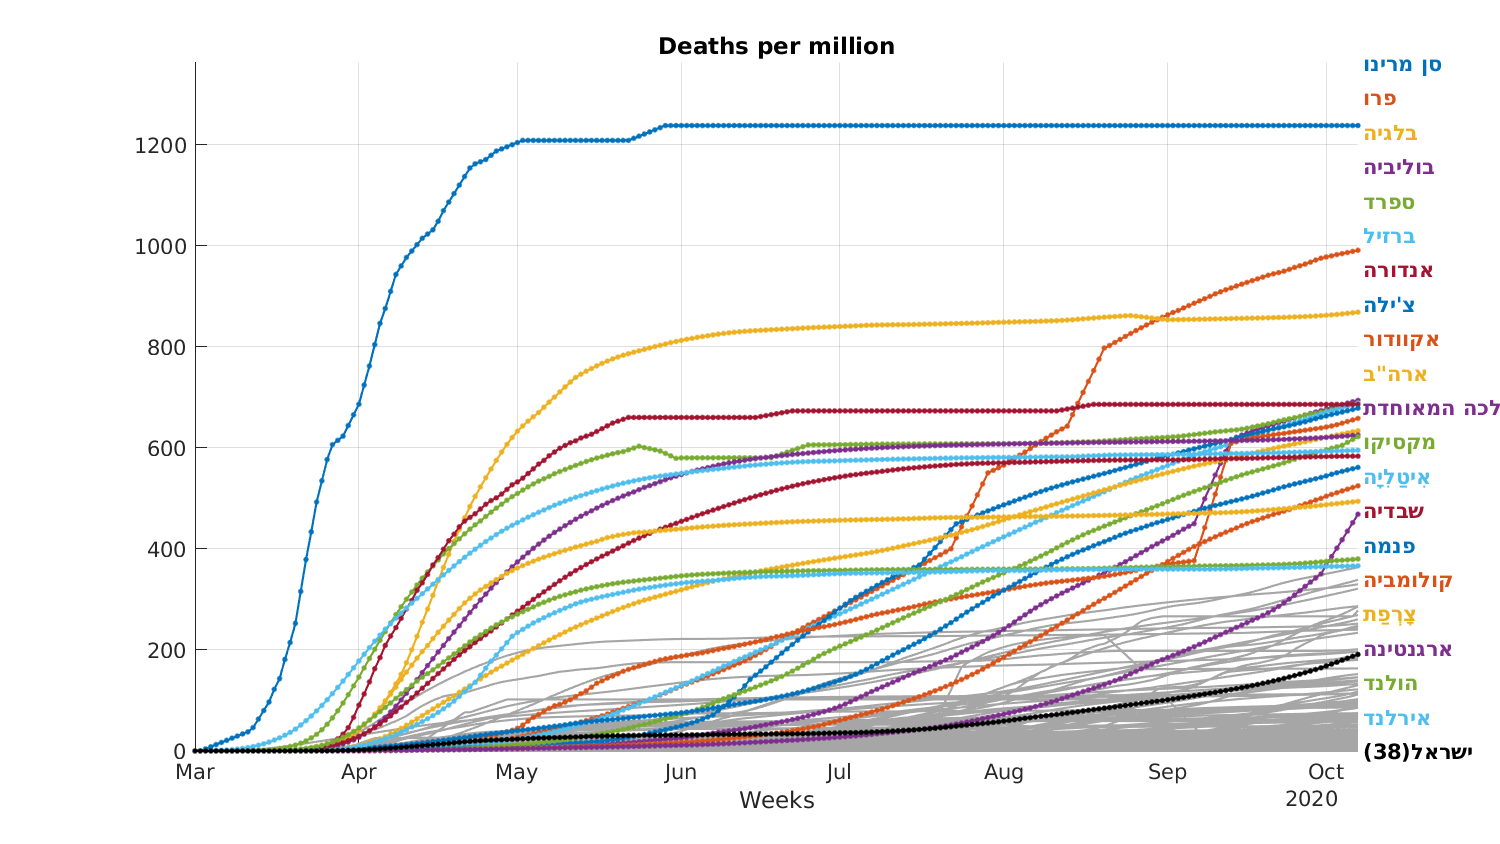 Deaths per million
1200
1000
800
600
400
200
0
Mar Apr May Jun Jul Aug Sep Oct
2020
Weeks
סן מרינו
פרו
בלגיה
בוליביה
ספרד
ברזיל
אנדורה
צ'ילה
אקוודור
ארה"ב
לכה המאוחדת
מקסיקו
אִיטַלְיָה
שבדיה
פנמה
קולומביה
צָרְפַת
ארגנטינה
הולנד
אירלנד
ישראל(38)